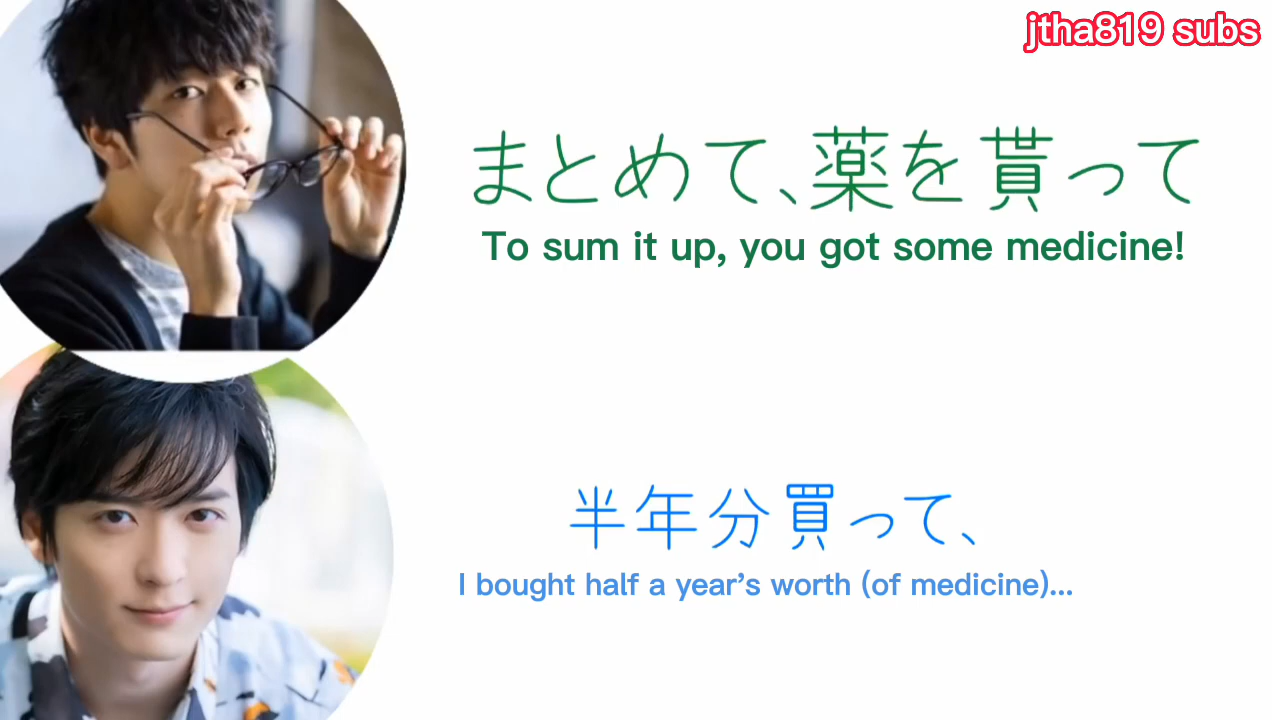 jtha819 subs
まとめて、薬を貰って
To sum it up, you got some medicine!
半年分買って、
I bought half a year's worth (of medicine)...